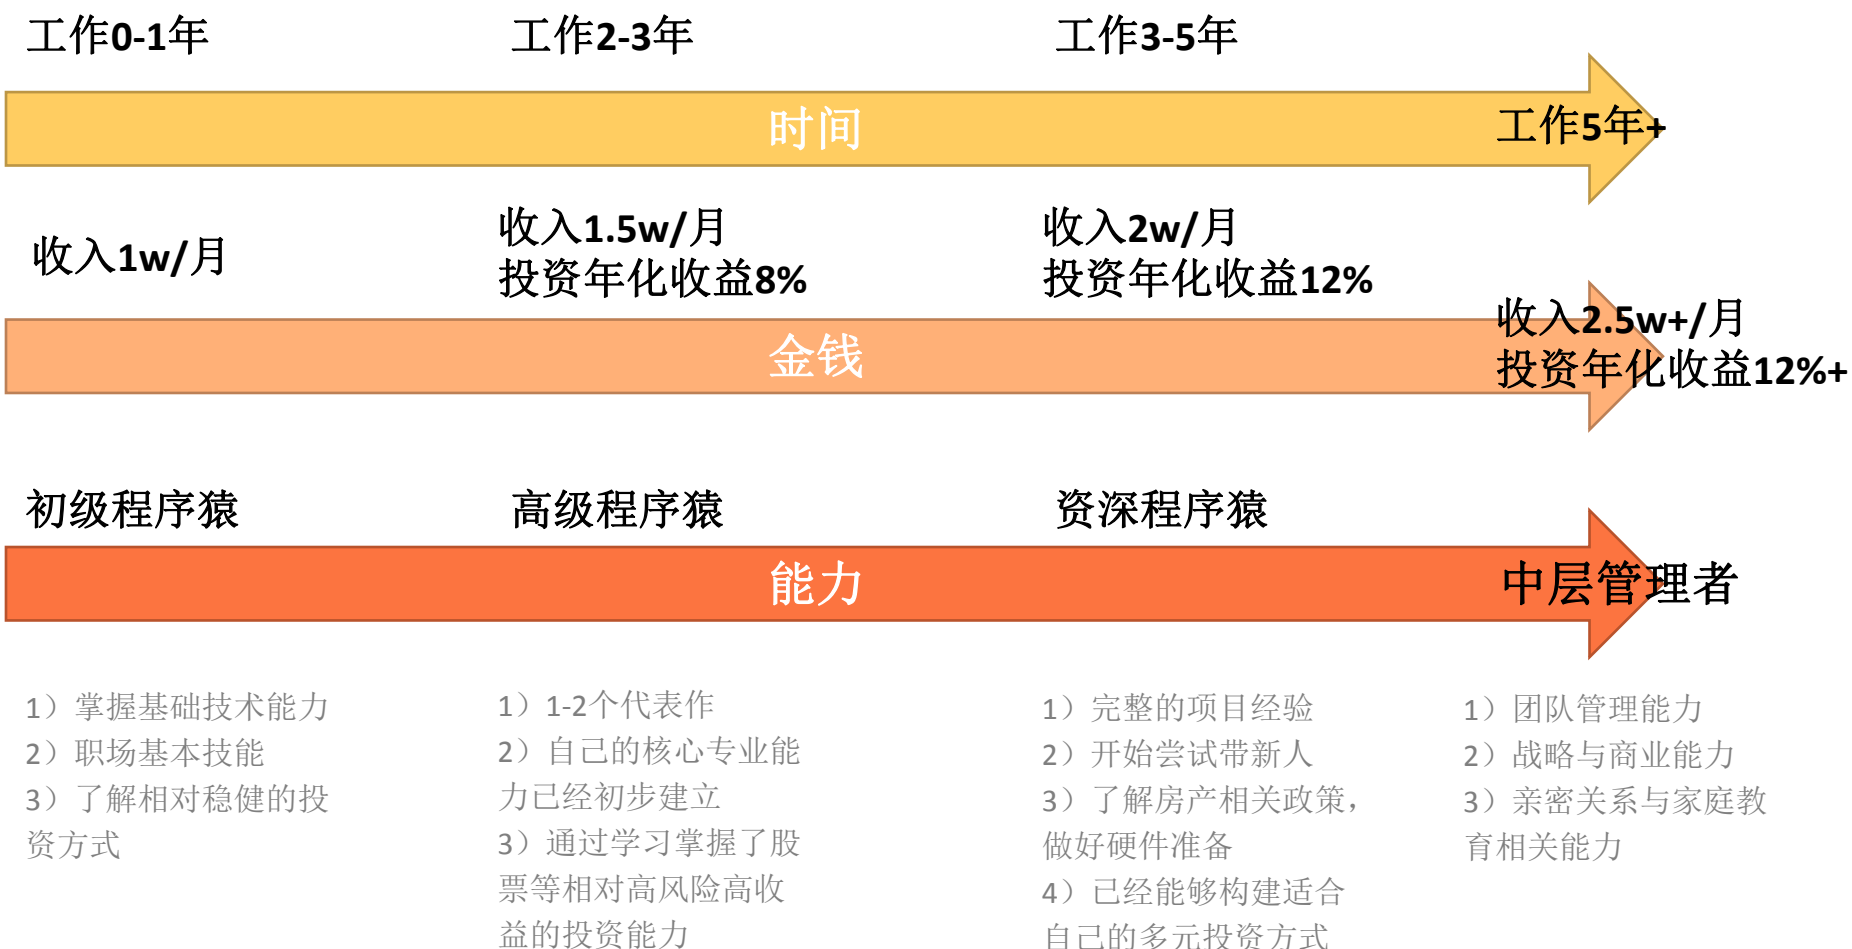 工作0-1年
工作2-3年
工作3-5年
时间
工作5年+
收入1w/月
收入1.5w/月
投资年化收益8%
收入2w/月
投资年化收益12%
金钱
收入2.5w+/月
投资年化收益12%+
初级程序猿
高级程序猿
资深程序猿
能力
中层管理者
1）掌握基础技术能力
2）职场基本技能
3）了解相对稳健的投
资方式
1）1-2个代表作
2）自己的核心专业能
力已经初步建立
3）通过学习掌握了股
票等相对高风险高收
益的投资能力
1）完整的项目经验
2）开始尝试带新人
3）了解房产相关政策，
做好硬件准备
4）已经能够构建适合
自己的多元投资方式
1）团队管理能力
2）战略与商业能力
3）亲密关系与家庭教
育相关能力